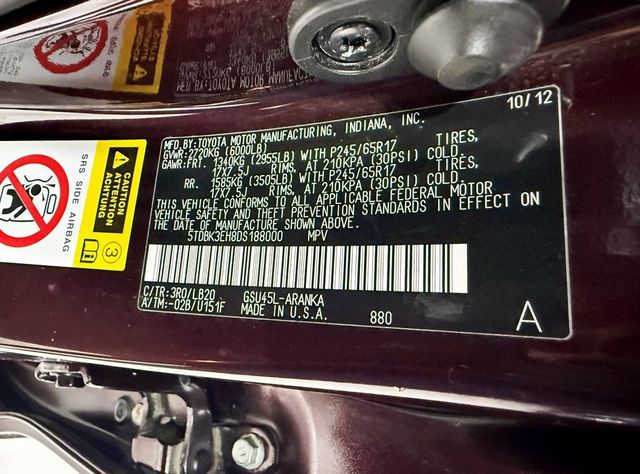 10/12
MFD.BY:TOYOTA MOTOR MANUFACTURING, INDIANA, INC.
GVWR:2720KG (6000LB)
GAWR:FRT. 1340KG (2955LB) WITH P245/65R17 TIRES,
17X7.5J RIMS, AT 210KPA (30PSI) COLD.
RR. 1585KG (3505LB) WITH P245/65R17 TIRES,
17X7.5J RIMS, AT 210KPA (30PSI) COLD.
THIS VEHICLE CONFORMS TO ALL APPLICABLE FEDERAL MOTOR
VEHICLE SAFETY AND THEFT PREVENTION STANDARDS IN EFFECT ON
THE DATE OF MANUFACTURE SHOWN ABOVE.
5TDBK3EH8DS188000 MPV
C/TR:3R0/LB20 GSU45L-ARANKA
A/TM:-02B/U151F MADE IN U.S.A. 880
A
SRS SIDE AIRBAG
CAUTION
ATTENTION
ACHTUNG
3